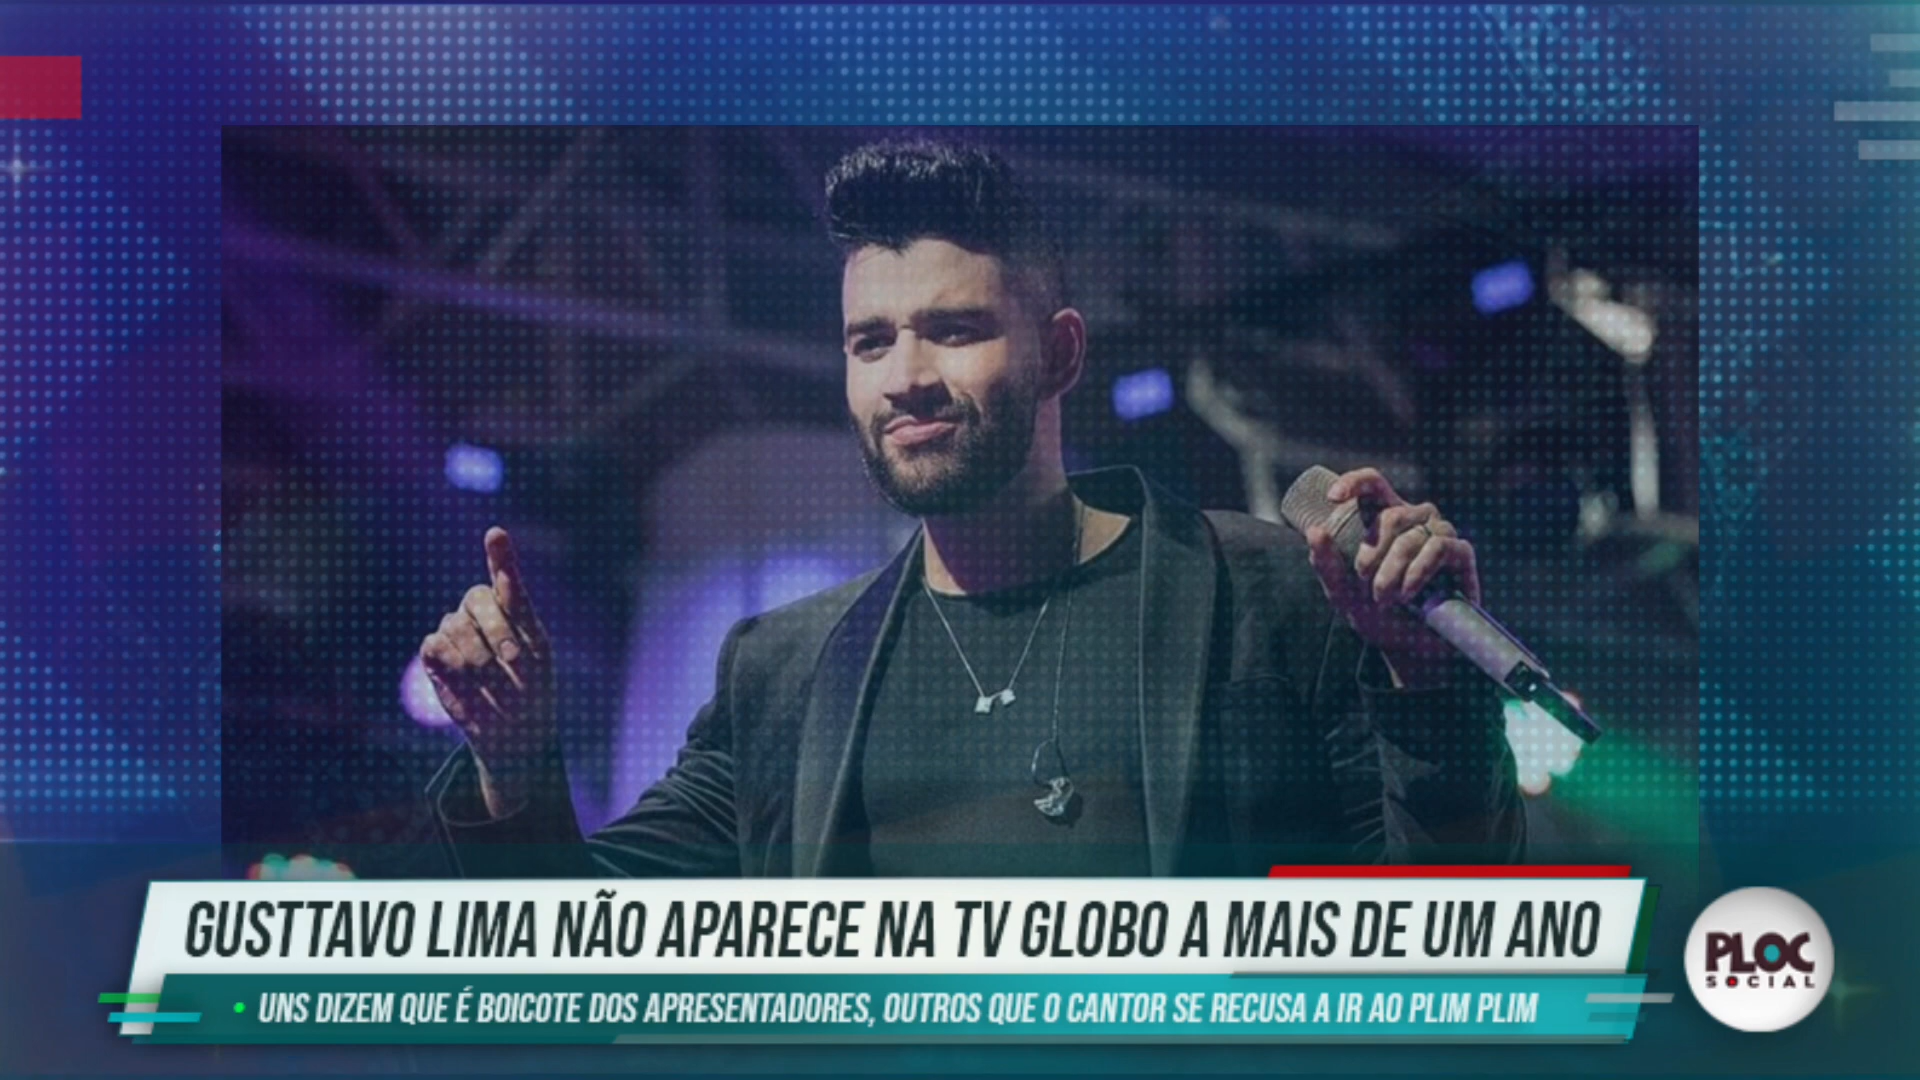 GUSTTAVO LIMA NÃO APARECE NA TV GLOBO A MAIS DE UM ANO
• UNS DIZEM QUE É BOICOTE DOS APRESENTADORES, OUTROS QUE O CANTOR SE RECUSA A IR AO PLIM PLIM
PLOC
SOCIAL